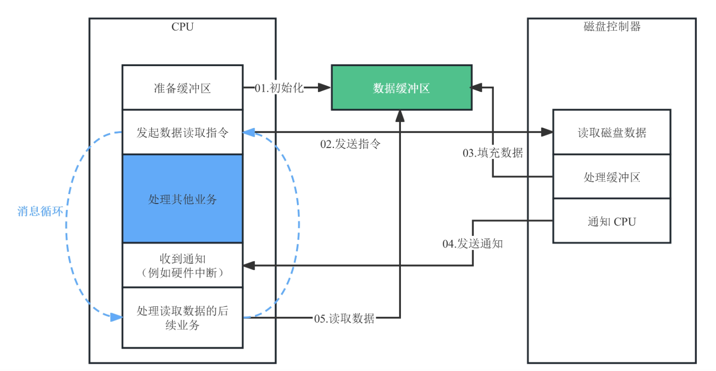 CPU
磁盘控制器
准备缓冲区
01.初始化
数据缓冲区
发起数据读取指令
02.发送指令
读取磁盘数据
03.填充数据
处理缓冲区
处理其他业务
消息循环
通知 CPU
04.发送通知
收到通知
（例如硬件中断）
处理读取数据的后
续业务
05.读取数据